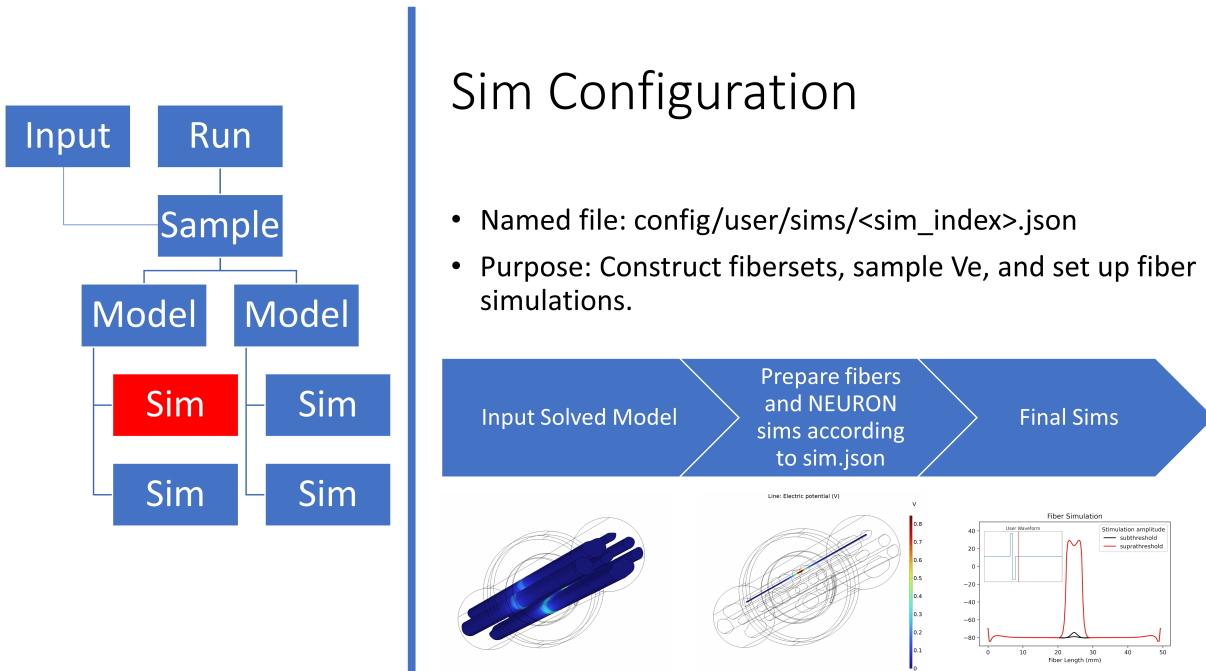 Input
Run
Sample
Model
Model
Sim
Sim
Sim
Sim
Sim Configuration
• Named file: config/user/sims/<sim_index>.json
• Purpose: Construct fibersets, sample Ve, and set up fiber
simulations.
Input Solved Model
Prepare fibers
and NEURON
sims according
to sim.json
Final Sims
Line: Electric potential (V)
V
0.8
0.7
0.6
0.5
0.4
0.3
0.2
0.1
0
Fiber Simulation
User Waveform
Stimulation amplitude
subthreshold
suprathreshold
40
20
0
−20
−40
−60
−80
0
10
20
30
40
50
Fiber Length (mm)